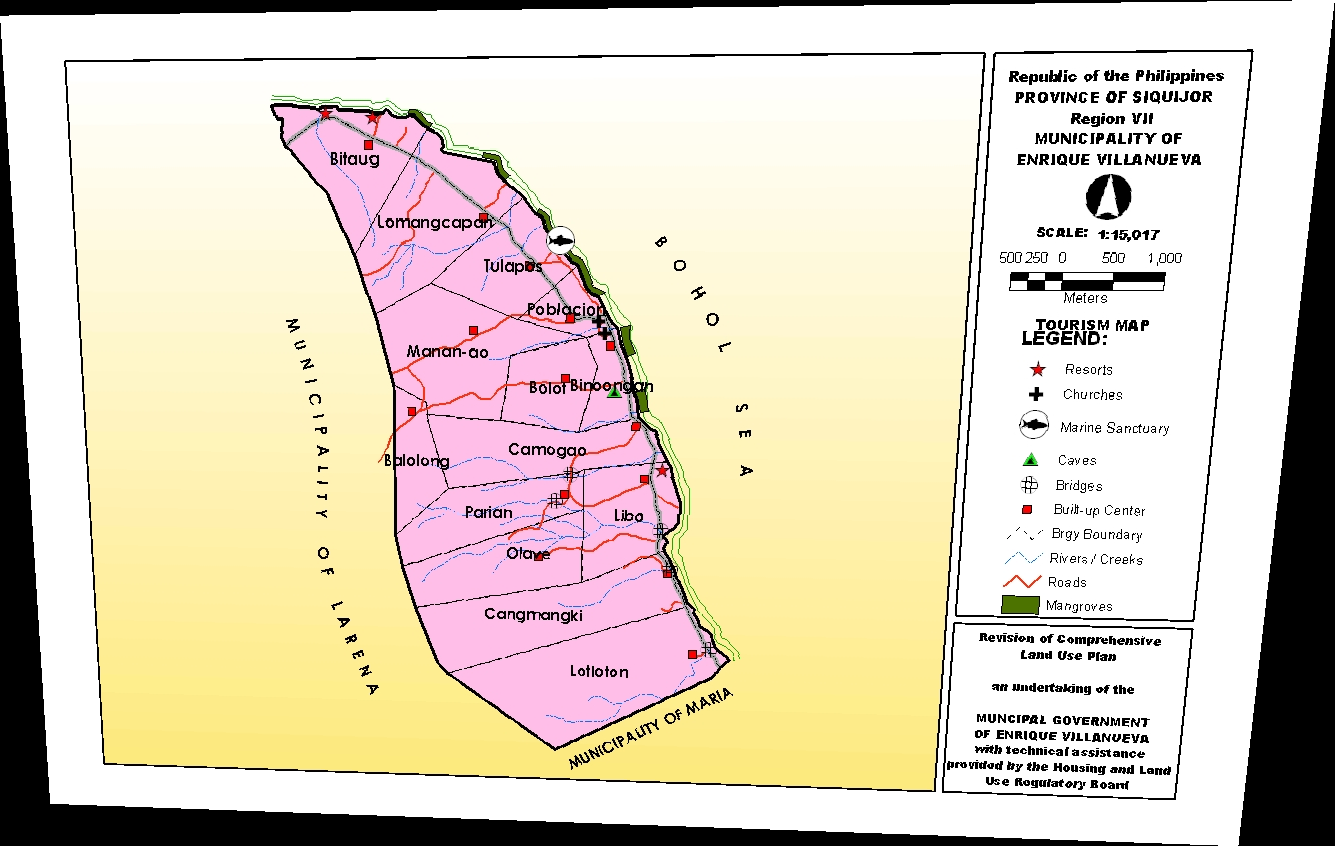 Republic of the Philippines
PROVINCE OF SIQUIJOR
Region VII
MUNICIPALITY OF
ENRIQUE VILLANUEVA
SCALE: 1:15,017
500 250 0 500 1,000
Meters
TOURISM MAP
LEGEND:
Resorts
Churches
Marine Sanctuary
Caves
Bridges
Built-up Center
Brgy Boundary
Rivers / Creeks
Roads
Mangroves
Revision of Comprehensive
Land Use Plan
an undertaking of the
MUNCIPAL GOVERNMENT
OF ENRIQUE VILLANUEVA
with technical assistance
provided by the Housing and Land
Use Rogulatory Board
Bitaug
Lomangcapan
Tulapos
Poblacion
Manan-ao
Bolot
Binoongan
Camogao
Balolong
Parian
Libo
Olave
Cangmangki
Lotloton
BOHOL SEA
MUNICIPALITY OF LARENA
MUNICIPALITY OF MARIA